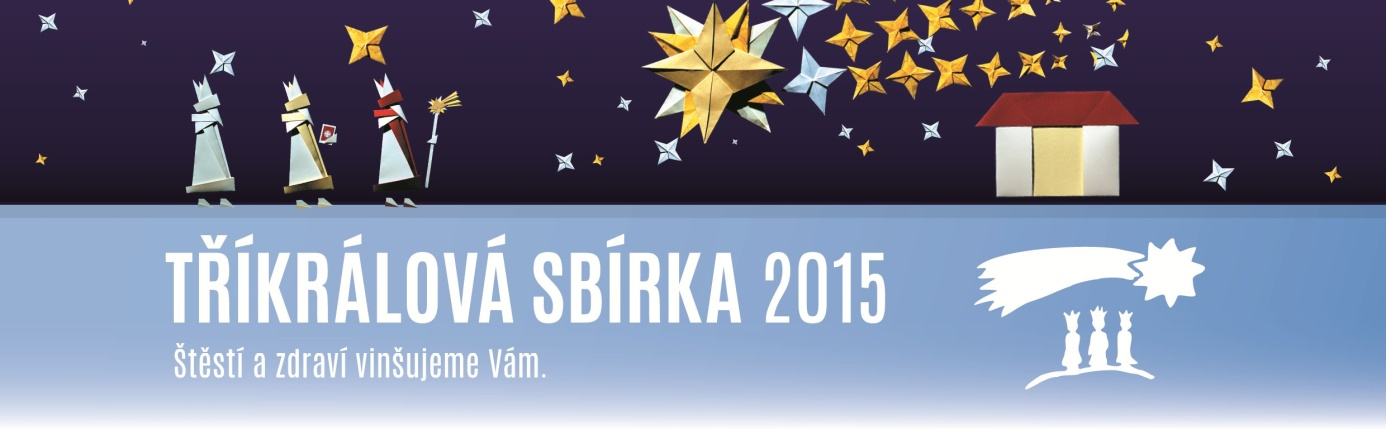 TŘÍKRÁLOVÁ SBÍRKA 2015
Štěstí a zdraví vinšujeme Vám.